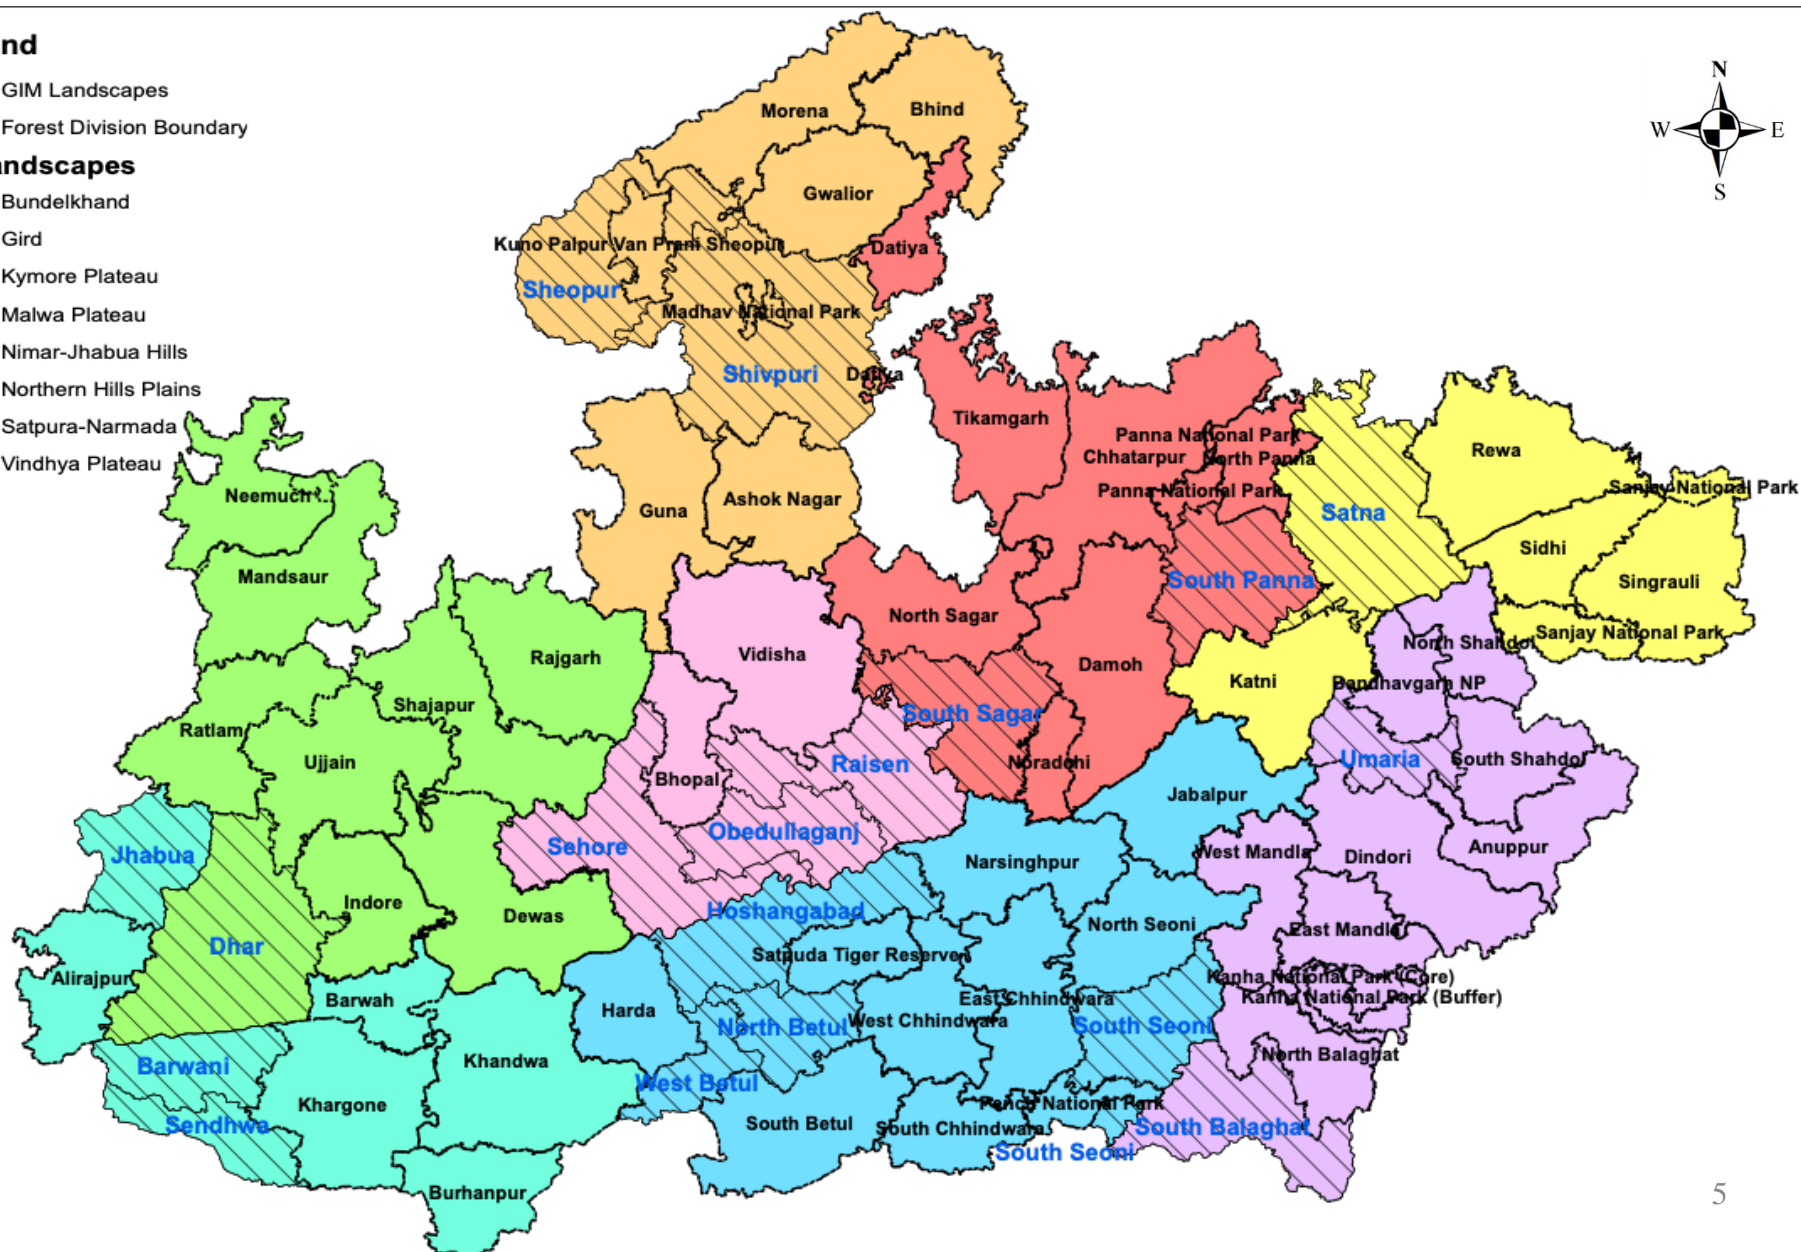 nd
GIM Landscapes
Forest Division Boundary
andscapes
Bundelkhand
Gird
Kymore Plateau
Malwa Plateau
Nimar-Jhabua Hills
Northern Hills Plains
Satpura-Narmada
Vindhya Plateau
N
W E
S
Morena
Bhind
Gwalior
Kuno Palpur Van Prani Sheopur
Datiya
Sheopur
Madhav National Park
Shivpuri
Datiya
Tikamgarh
Panna National Park
Chhatarpur
North Panna
Panna National Park
Rewa
Sanjay National Park
Neemuch
Guna
Ashok Nagar
Satna
Sidhi
Singrauli
Mandsaur
South Panna
North Sagar
Sanjay National Park
North Shahdol
Rajgarh
Vidisha
Damoh
Katni
Bandhavgarh NP
Shajapur
South Sagar
Ratlam
Ujjain
Bhopal
Raisen
Noradehi
Umaria
South Shahdol
Jabalpur
Jhabua
Sehore
Obedullaganj
Narsinghpur
West Mandla
Dindori
Anuppur
Indore
Dewas
Hoshangabad
North Seoni
East Mandla
Dhar
Satpuda Tiger Reserve
Alirajpur
Kanha National Park (Core)
Kanha National Park (Buffer)
Barwah
Harda
East Chhindwara
North Betul
West Chhindwara
South Seoni
Barwani
Khandwa
North Balaghat
West Betul
Khargone
Pench National Park
Sendhwa
South Betul
South Chhindwara
South Balaghat
South Seoni
Burhanpur
5